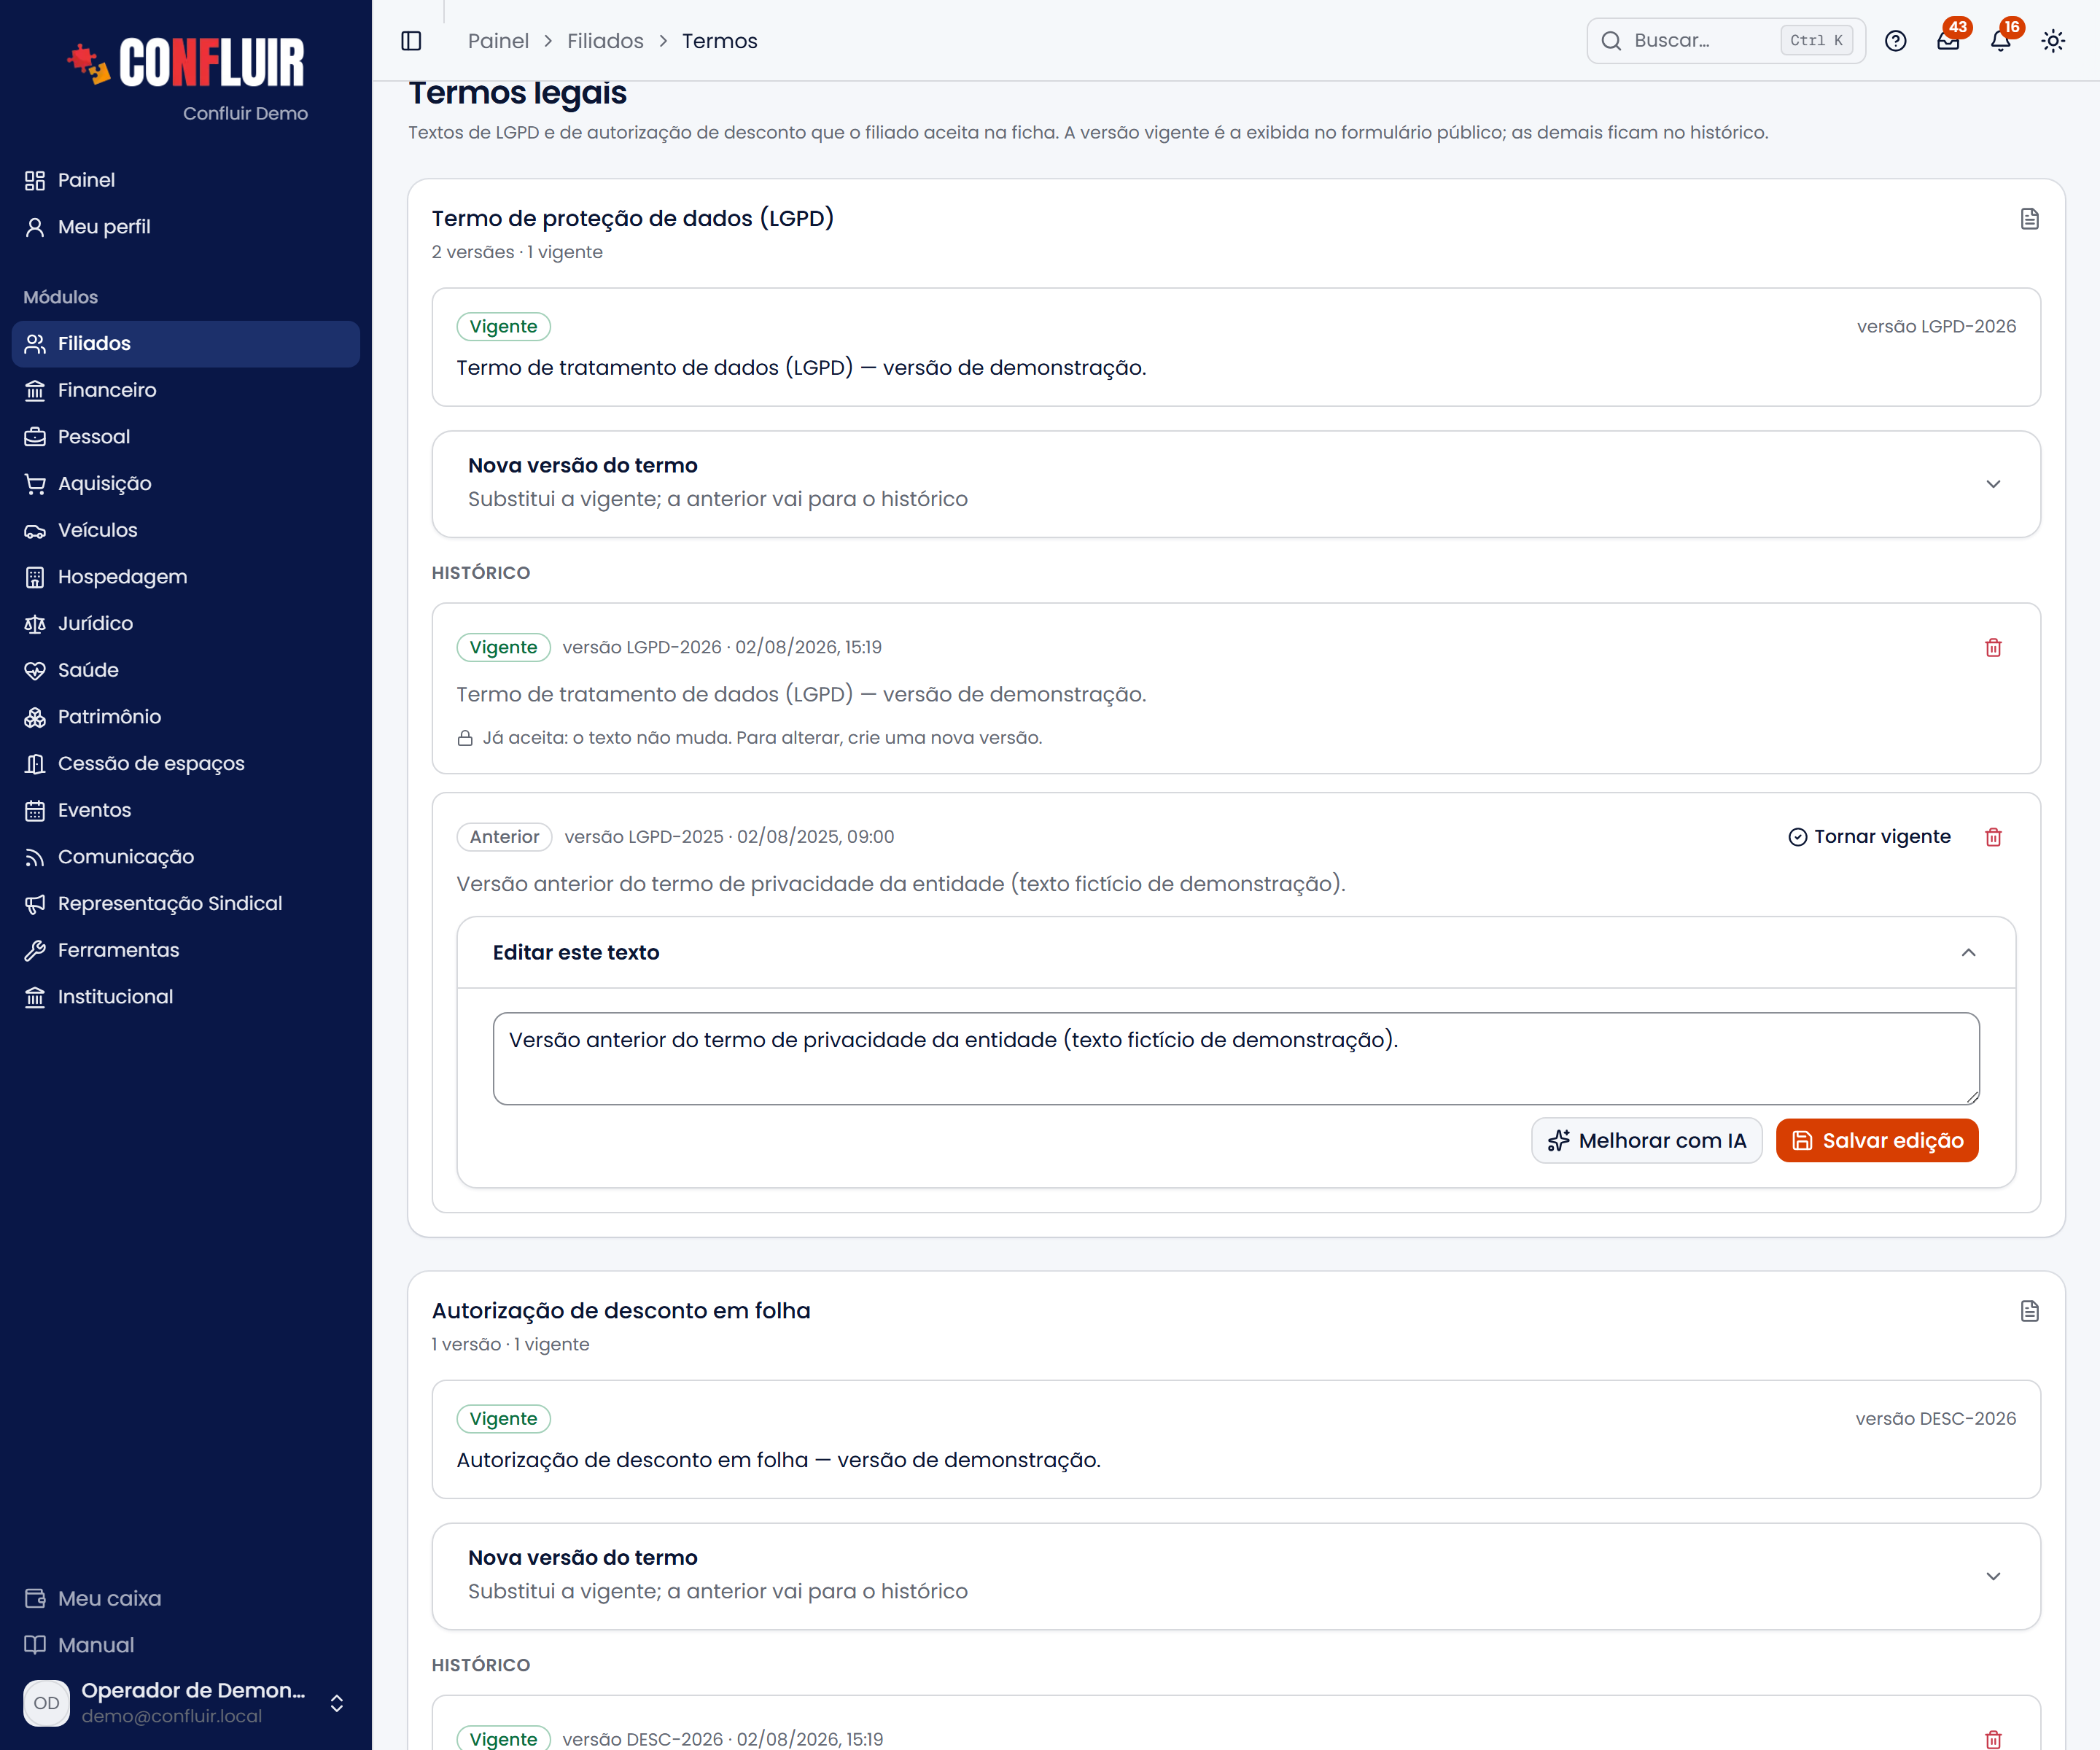 CONFLUIR
Confluir Demo
Painel
Meu perfil
Módulos
Filiados
Financeiro
Pessoal
Aquisição
Veículos
Hospedagem
Jurídico
Saúde
Patrimônio
Cessão de espaços
Eventos
Comunicação
Representação Sindical
Ferramentas
Institucional
Meu caixa
Manual
OD
Operador de Demon...
demo@confluir.local
Painel > Filiados > Termos
Buscar...
Ctrl K
43
16
Termos legais
Textos de LGPD e de autorização de desconto que o filiado aceita na ficha. A versão vigente é a exibida no formulário público; as demais ficam no histórico.
Termo de proteção de dados (LGPD)
2 versães · 1 vigente
Vigente
versão LGPD-2026
Termo de tratamento de dados (LGPD) — versão de demonstração.
Nova versão do termo
Substitui a vigente; a anterior vai para o histórico
HISTÓRICO
Vigente versão LGPD-2026 · 02/08/2026, 15:19
Termo de tratamento de dados (LGPD) — versão de demonstração.
Já aceita: o texto não muda. Para alterar, crie uma nova versão.
Anterior versão LGPD-2025 · 02/08/2025, 09:00
Tornar vigente
Versão anterior do termo de privacidade da entidade (texto fictício de demonstração).
Editar este texto
Versão anterior do termo de privacidade da entidade (texto fictício de demonstração).
Melhorar com IA
Salvar edição
Autorização de desconto em folha
1 versão · 1 vigente
Vigente
versão DESC-2026
Autorização de desconto em folha — versão de demonstração.
Nova versão do termo
Substitui a vigente; a anterior vai para o histórico
HISTÓRICO
Vigente versão DESC-2026 · 02/08/2026, 15:19